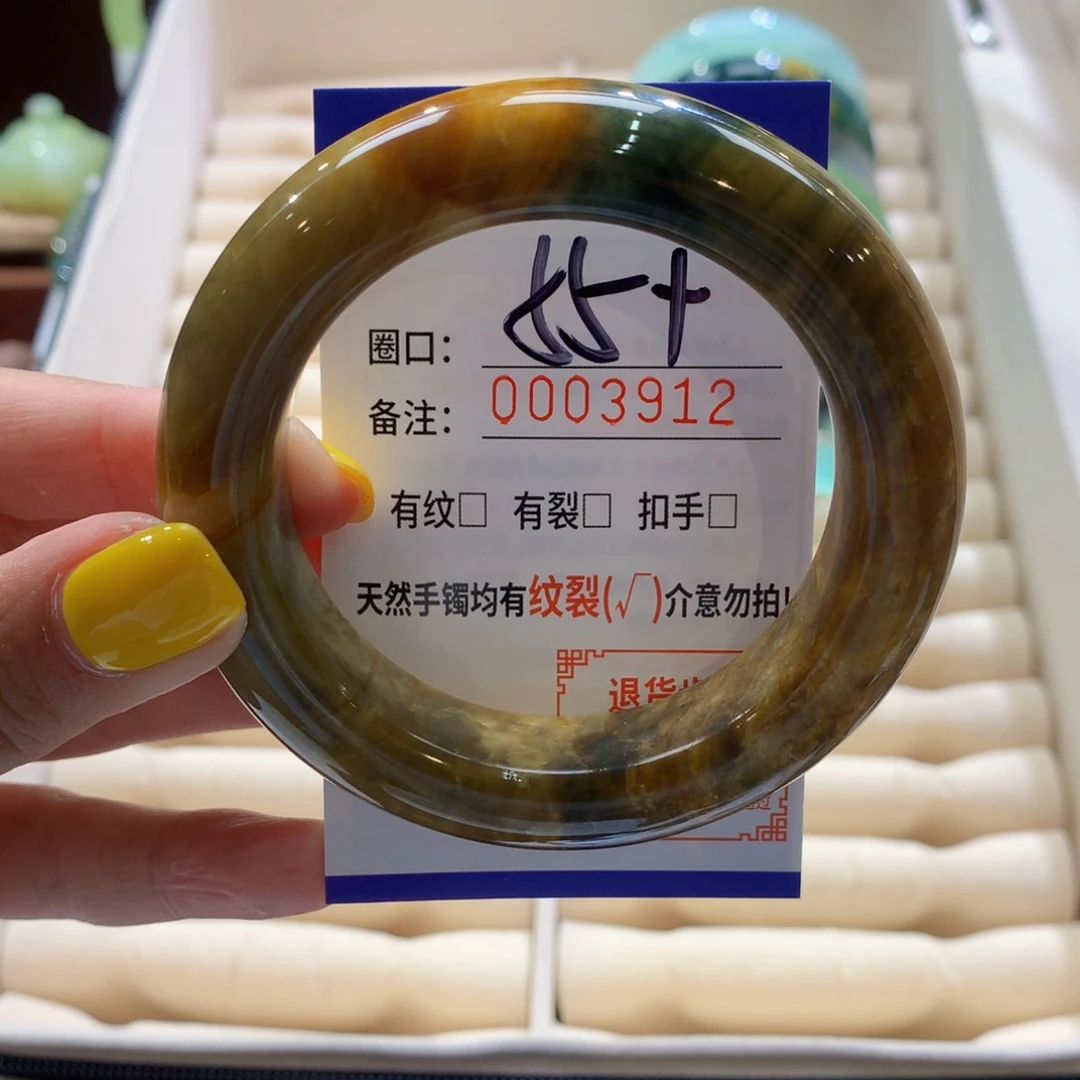 圈口: 55+
备注: 0003912
有纹□ 有裂□ 扣手□
天然手镯均有纹裂(√)介意勿拍!
退货